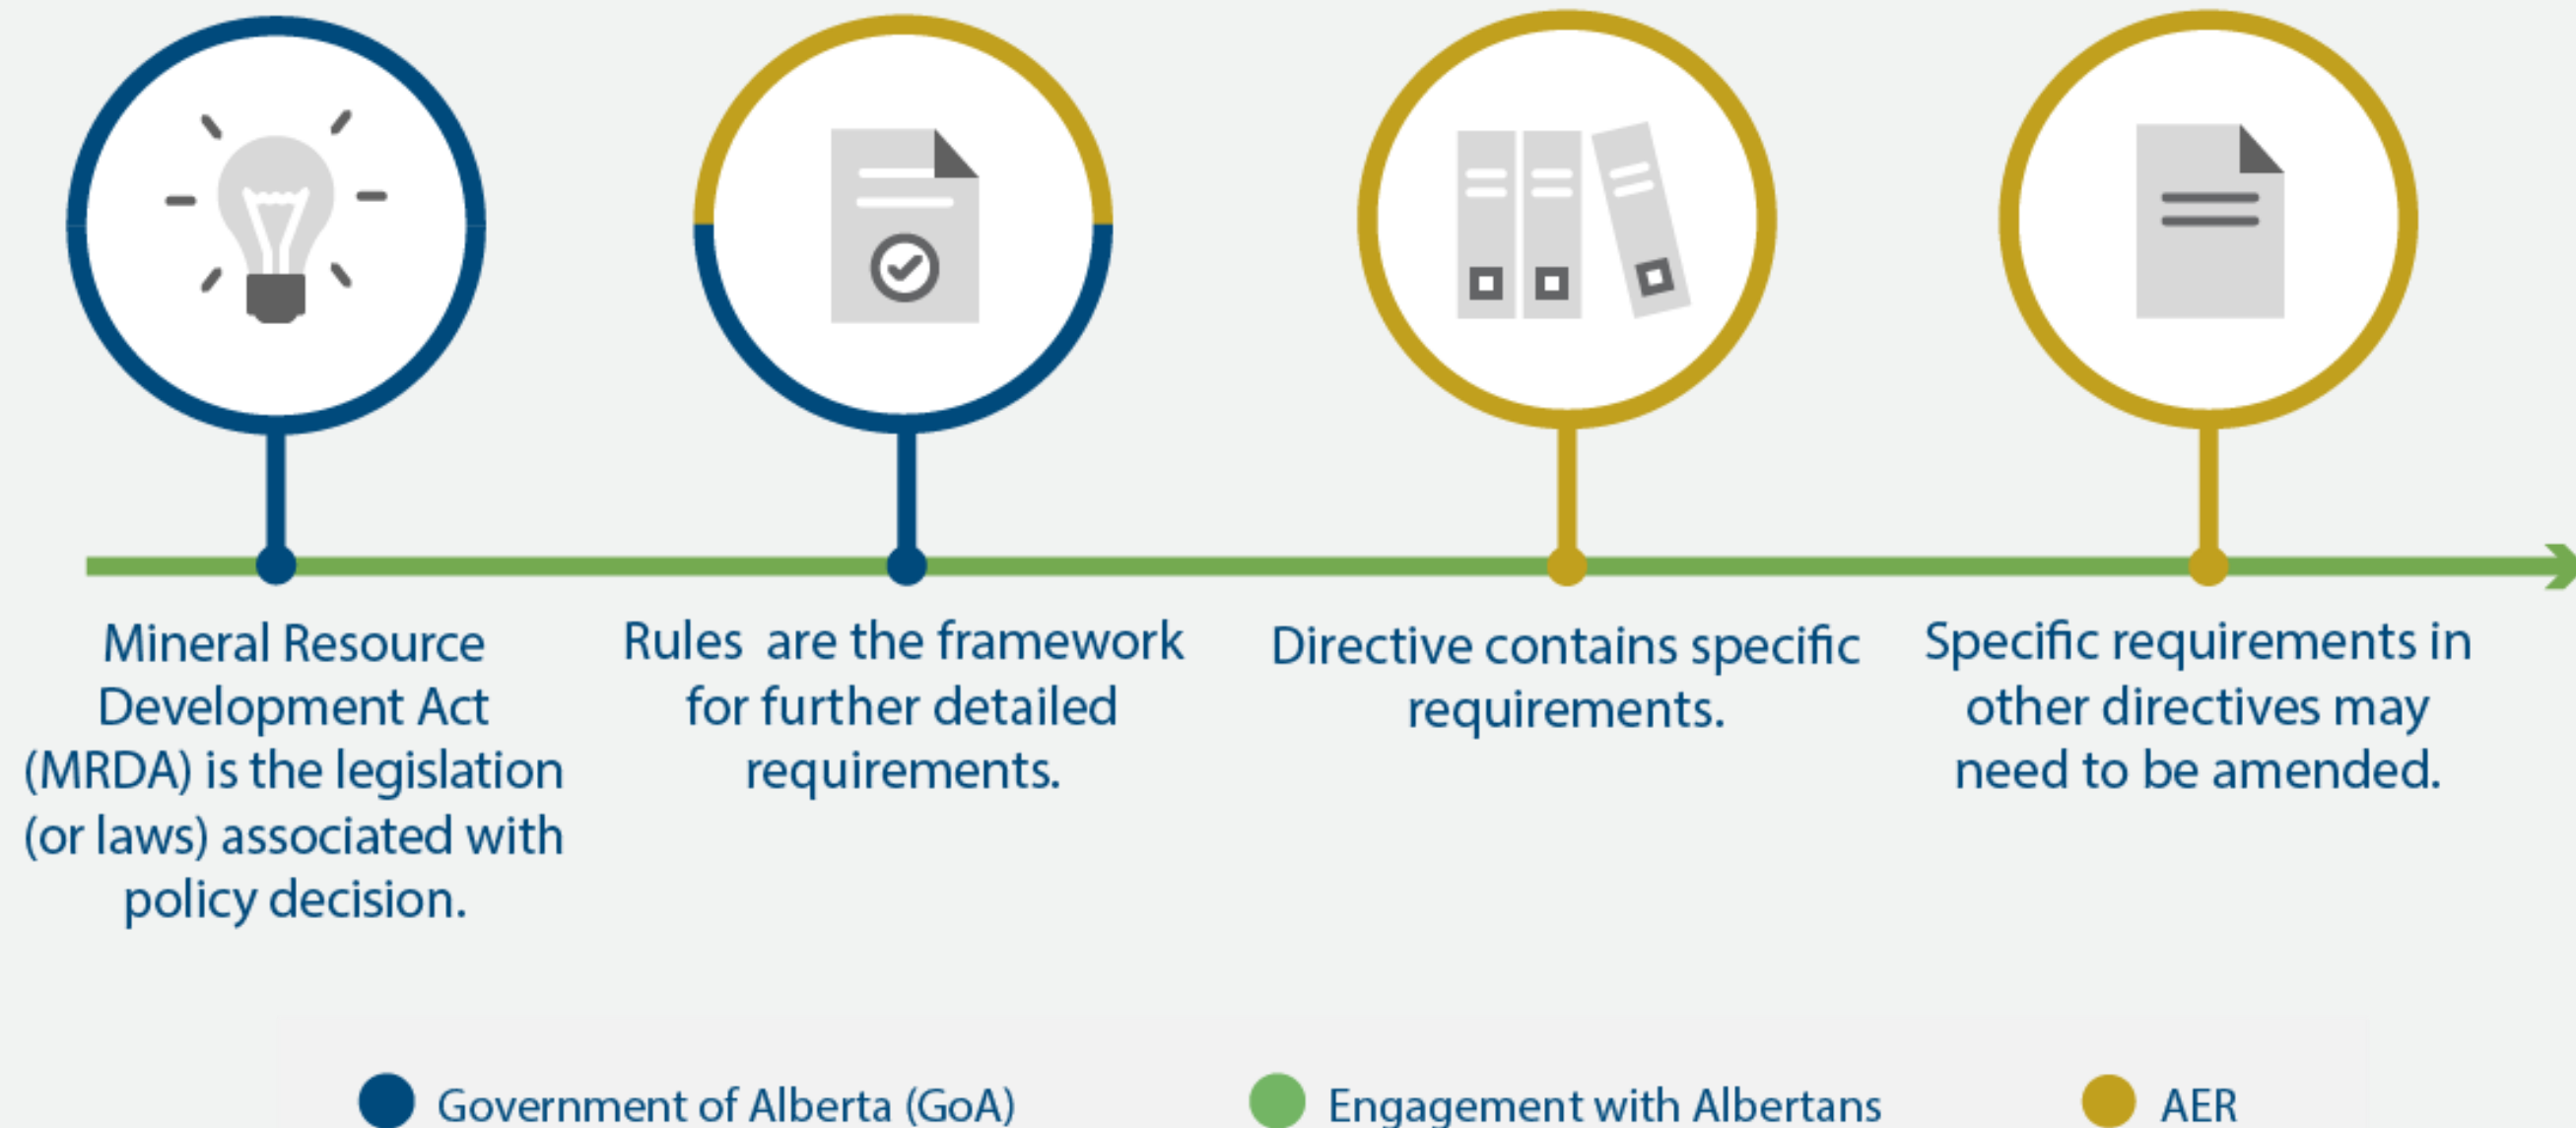 Mineral Resource
Development Act
(MRDA) is the legislation
(or laws) associated with
policy decision.
Rules are the framework
for further detailed
requirements.
Directive contains specific
requirements.
Specific requirements in
other directives may
need to be amended.
Government of Alberta (GoA)
Engagement with Albertans
AER